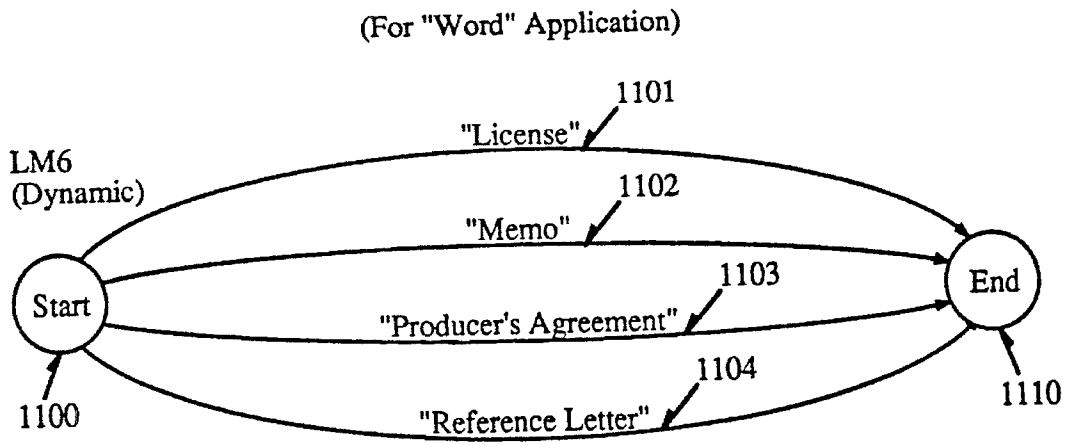 (For "Word" Application)
1101
"License"
LM6
(Dynamic)
1102
"Memo"
1103
Start
End
"Producer's Agreement"
1104
1100
"Reference Letter"
1110